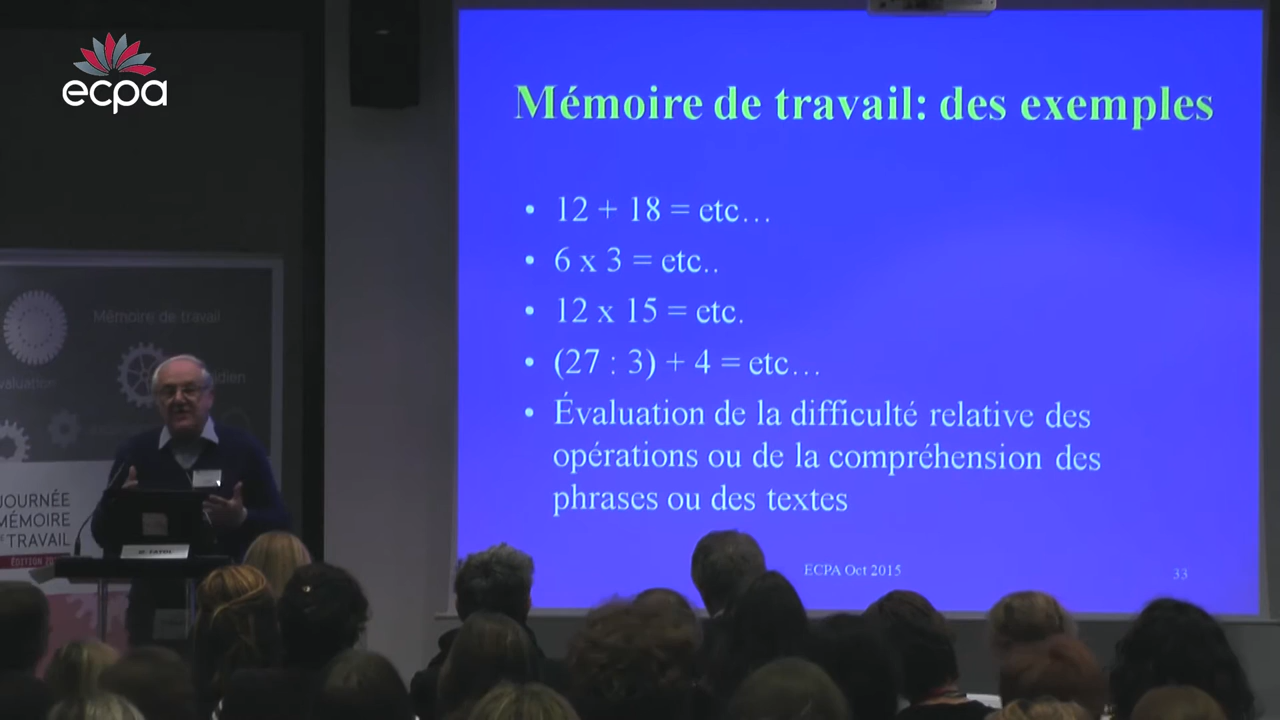 ecpa
Mémoire de travail: des exemples
• 12 + 18 = etc…
• 6 x 3 = etc..
• 12 x 15 = etc.
• (27 : 3) + 4 = etc…
• Évaluation de la difficulté relative des
opérations ou de la compréhension des
phrases ou des textes
ECPA Oct 2015
33
Mémoire de travail
JOURNÉE
MÉMOIRE
DE TRAVAIL